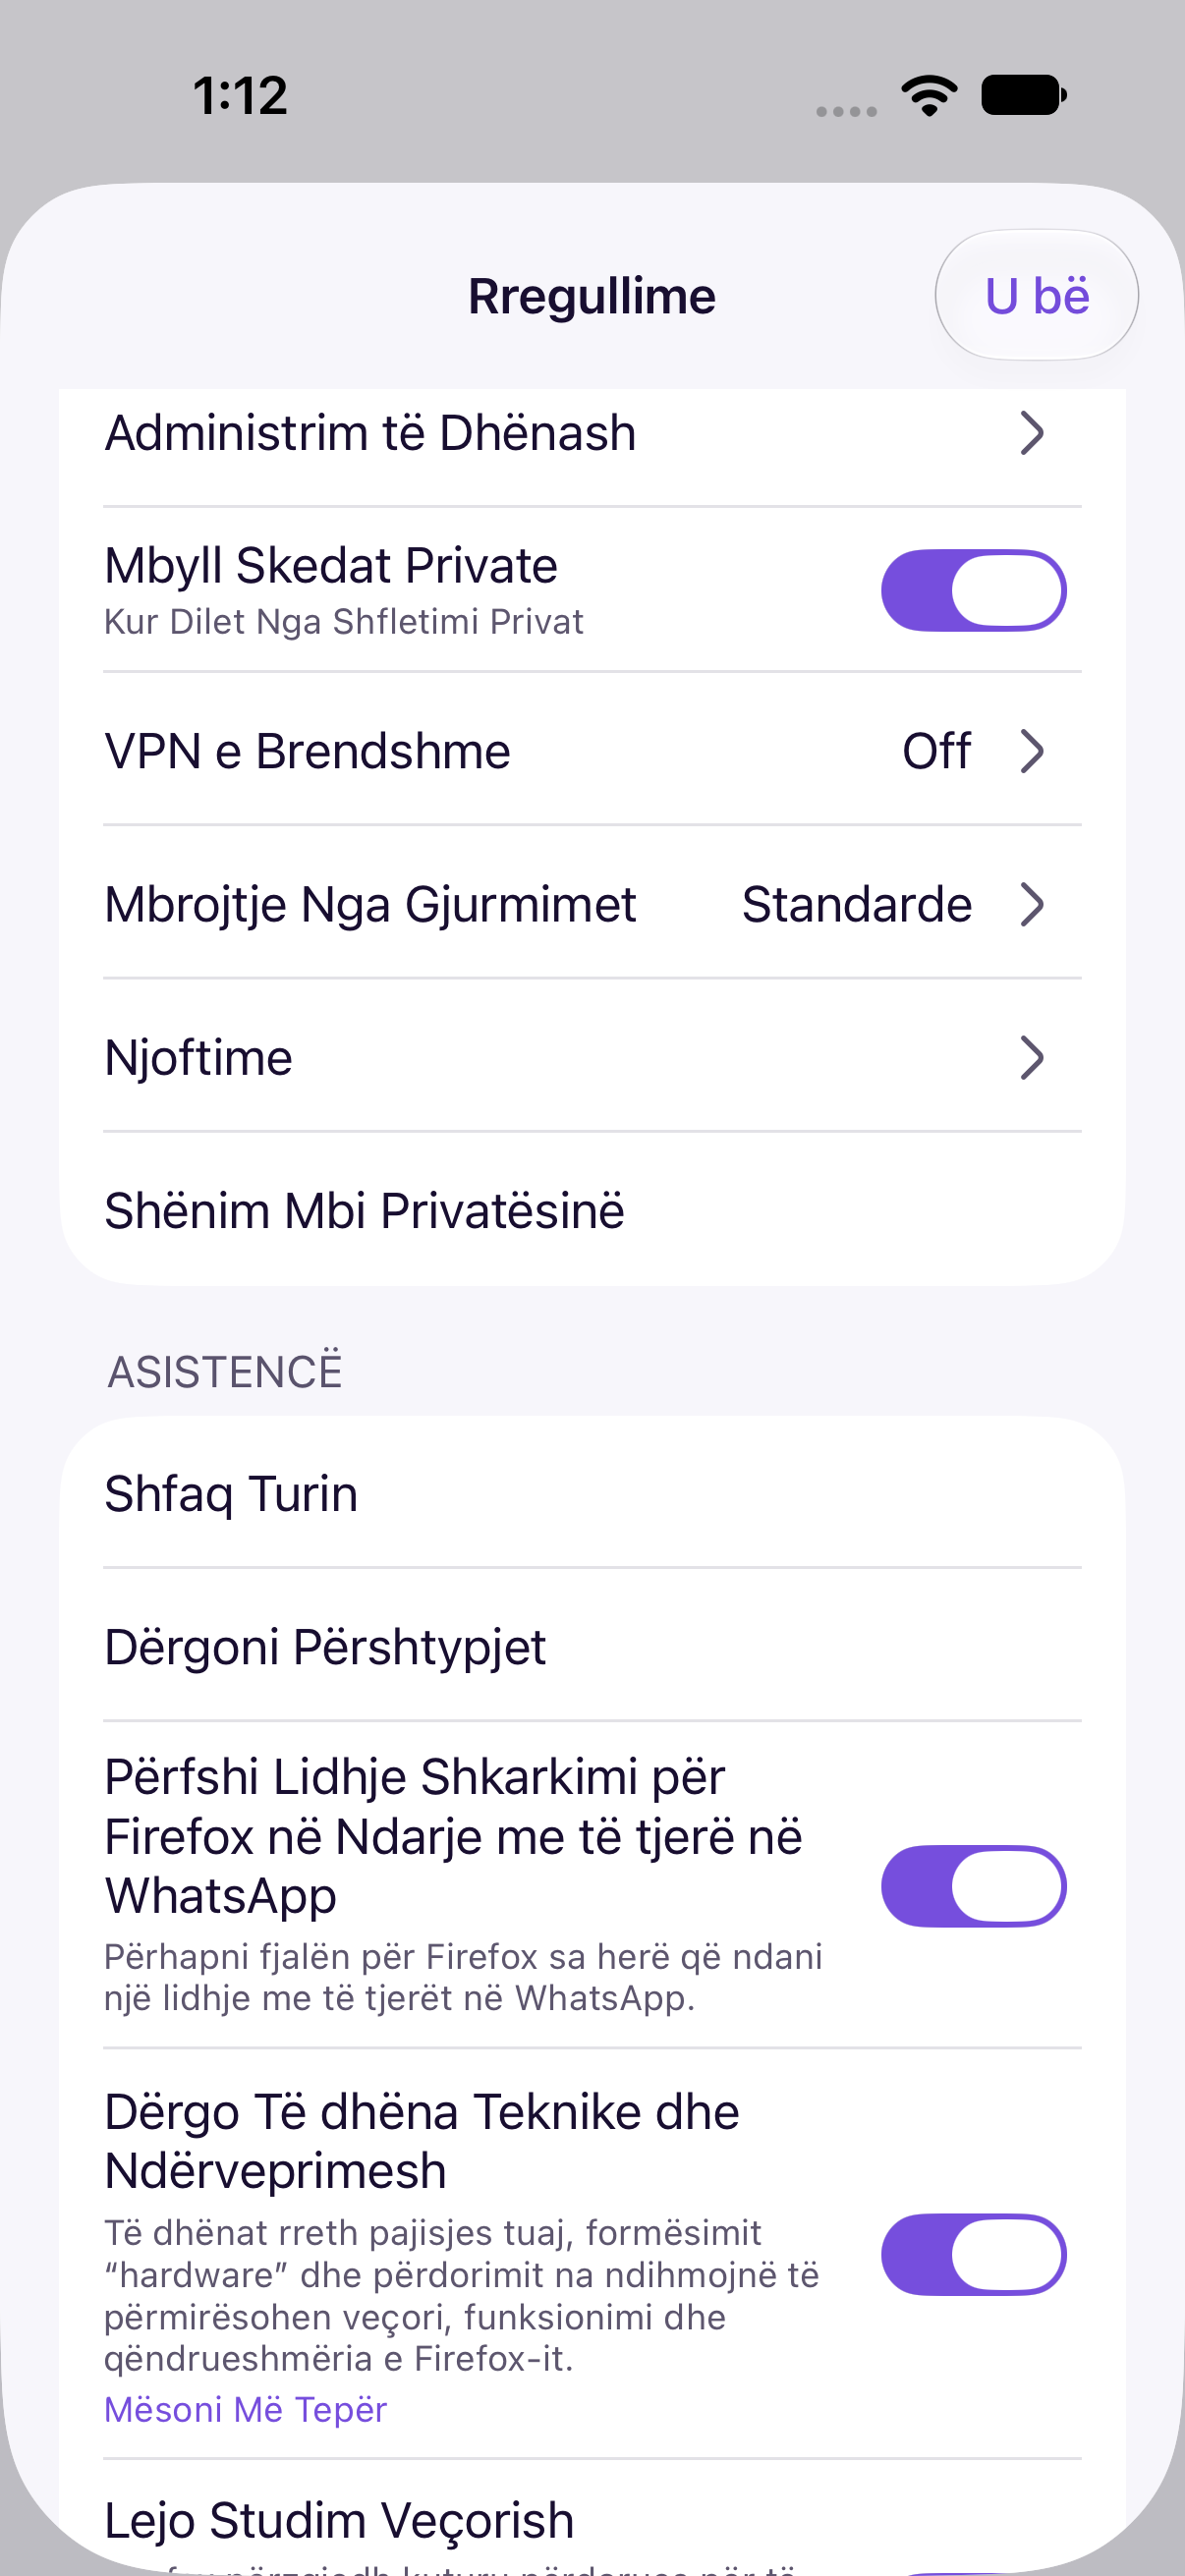 1:12
Rregullime
U bë
Administrim të Dhënash
Mbyll Skedat Private
Kur Dilet Nga Shfletimi Privat
VPN e Brendshme
Off
Mbrojtje Nga Gjurmimet
Standarde
Njoftime
Shënim Mbi Privatësinë
ASISTENCË
Shfaq Turin
Dërgoni Përshtypjet
Përfshi Lidhje Shkarkimi për
Firefox në Ndarje me të tjerë në
WhatsApp
Përhapni fjalën për Firefox sa herë që ndani
një lidhje me të tjerët në WhatsApp.
Dërgo Të dhëna Teknike dhe
Ndërveprimesh
Të dhënat rreth pajisjes tuaj, formësimit
“hardware” dhe përdorimit na ndihmojnë të
përmirësohen veçori, funksionimi dhe
qëndrueshmëria e Firefox-it.
Mësoni Më Tepër
Lejo Studim Veçorish